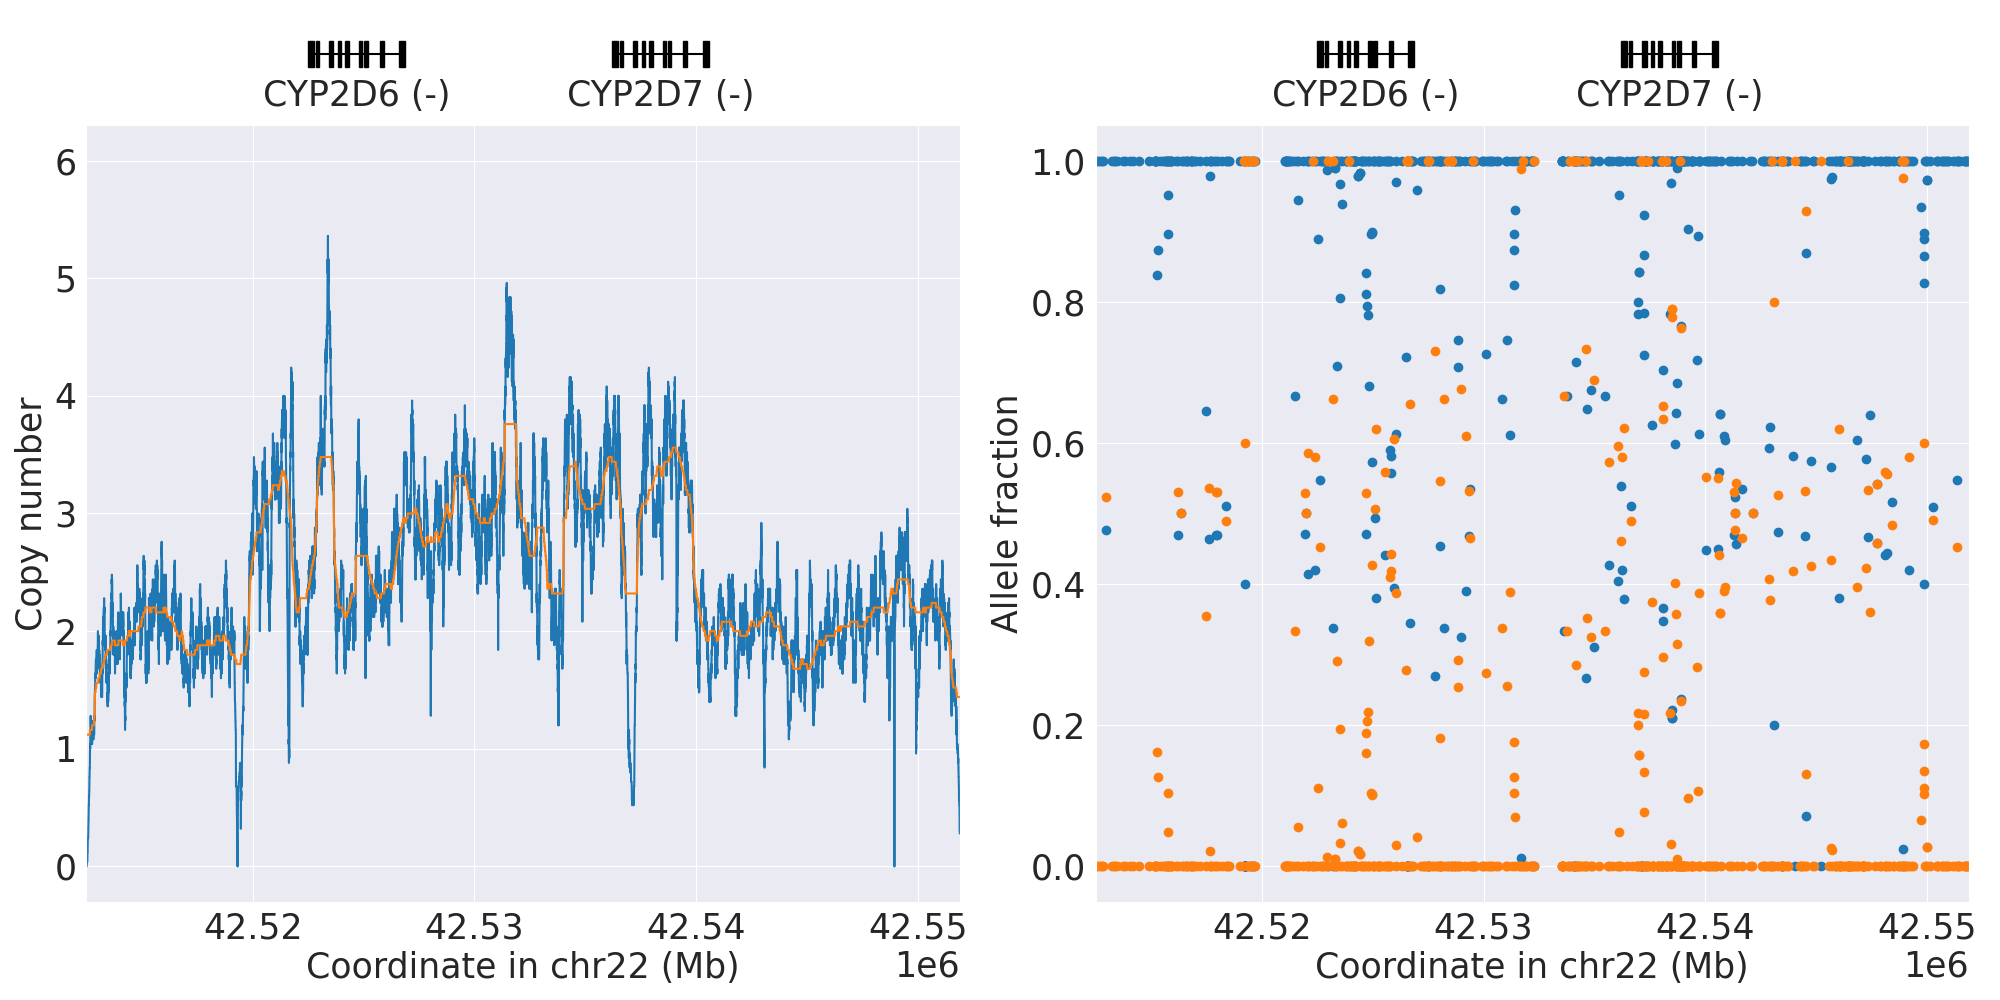 CYP2D6 (-) CYP2D7 (-)
Copy number
6
5
4
3
2
1
0
42.52 42.53 42.54 42.55
Coordinate in chr22 (Mb) 1e6
CYP2D6 (-) CYP2D7 (-)
Allele fraction
1.0
0.8
0.6
0.4
0.2
0.0
42.52 42.53 42.54 42.55
Coordinate in chr22 (Mb) 1e6